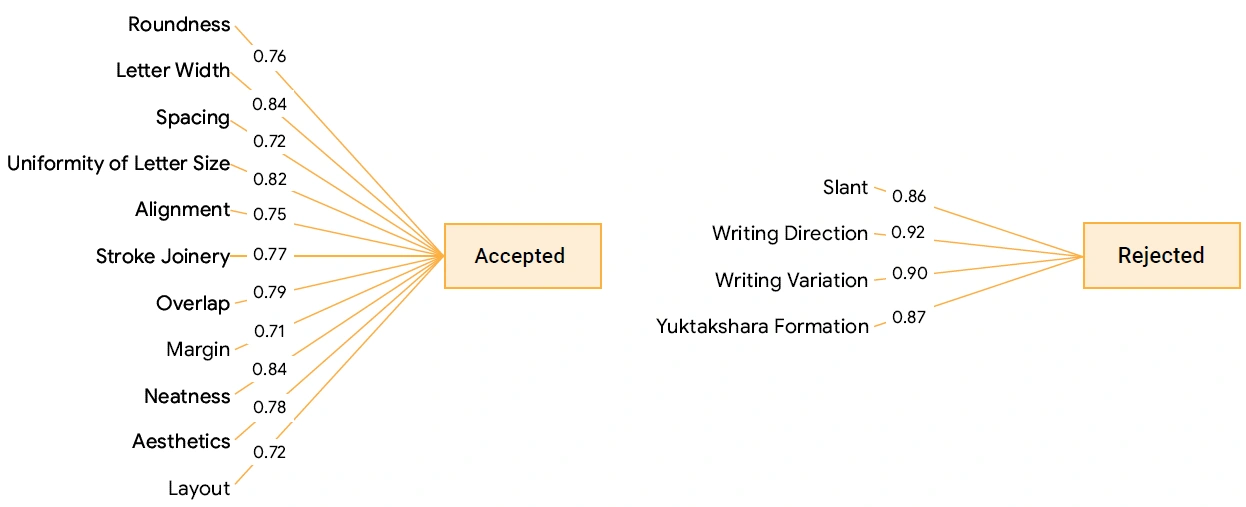 Roundness
0.76
Letter Width
0.84
Spacing
0.72
Uniformity of Letter Size
0.82
Alignment
0.75
Stroke Joinery
0.77
Overlap
0.79
Margin
0.71
Neatness
0.84
Aesthetics
0.78
Layout
0.72
Accepted
Slant
0.86
Writing Direction
0.92
Writing Variation
0.90
Yuktakshara Formation
0.87
Rejected